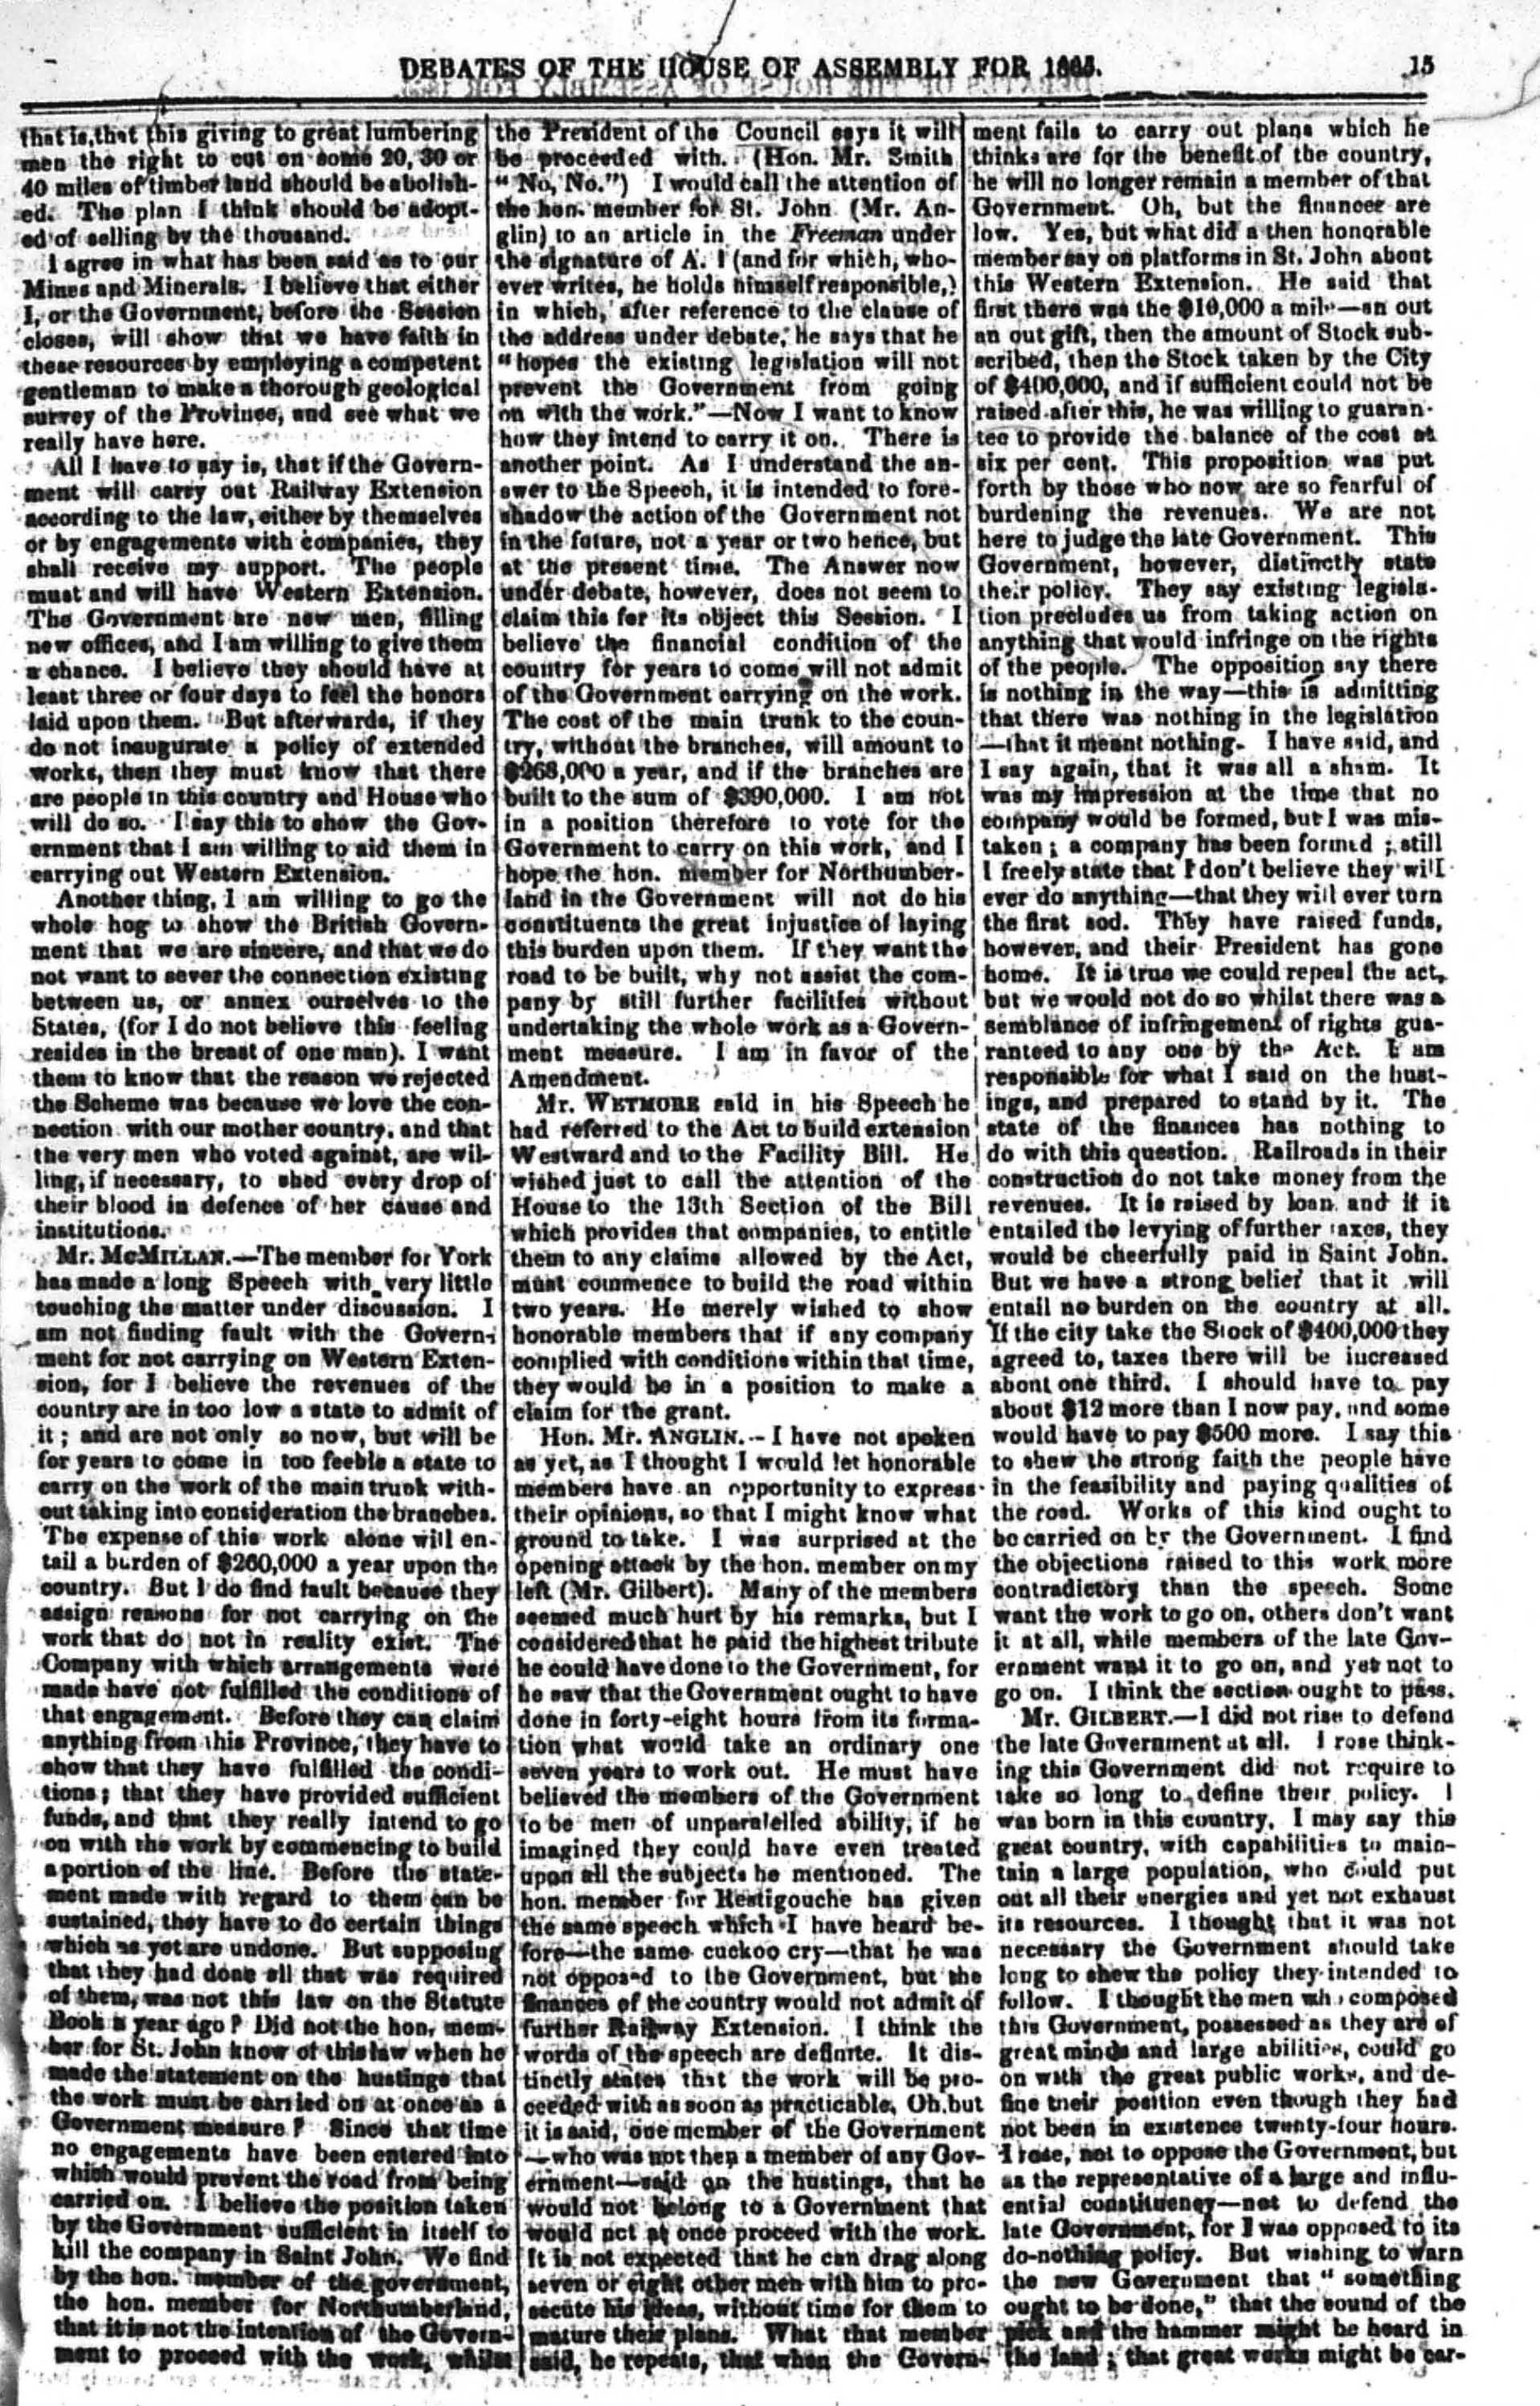 DEBATES OF THE HOUSE OF ASSEMBLY FOR 1865. 15
that is, that this giving to great lumbering
men the right to cut on some 20, 30 or
40 miles of timber land should be abolish-
ed. The plan I think should be adopt-
ed of selling by the thousand.
I agree in what has been said as to our
Mines and Minerals. I believe that either
I, or the Government, before the Session
closes, will show that we have faith in
these resources by employing a competent
gentleman to make a thorough geological
survey of the Province, and see what we
really have here.
All I have to say is, that if the Govern-
ment will carry out Railway Extension
according to the law, either by themselves
or by engagements with companies, they
shall receive my support. The people
must and will have Western Extension.
The Government are new men, filling
new offices, and I am willing to give them
a chance. I believe they should have at
least three or four days to feel the honors
laid upon them. But afterwards, if they
do not inaugurate a policy of extended
works, then they must know that there
are people in this country and House who
will do so. I say this to show the Gov-
ernment that I am willing to aid them in
carrying out Western Extension.
Another thing, I am willing to go the
whole hog to show the British Govern-
ment that we are sincere, and that we do
not want to sever the connection existing
between us, or annex ourselves to the
States, (for I do not believe this feeling
resides in the breast of one man). I want
them to know that the reason we rejected
the Scheme was because we love the con-
nection with our mother country, and that
the very men who voted against, are wil-
ling, if necessary, to shed every drop of
their blood in defence of her cause and
institutions.
Mr. McMILLAN.—The member for York
has made a long Speech with very little
touching the matter under discussion. I
am not finding fault with the Govern-
ment for not carrying on Western Exten-
sion, for I believe the revenues of the
country are in too low a state to admit of
it; and are not only so now, but will be
for years to come in too feeble a state to
carry on the work of the main trunk with-
out taking into consideration the branches.
The expense of this work alone will en-
tail a burden of $260,000 a year upon the
country. But I do find fault because they
assign reasons for not carrying on the
work that do not in reality exist. The
Company with which arrangements were
made have not fulfilled the conditions of
that engagement. Before they can claim
anything from this Province, they have to
show that they have fulfilled the condi-
tions; that they have provided sufficient
funds, and that they really intend to go
on with the work by commencing to build
a portion of the line. Before the state-
ment made with regard to them can be
sustained, they have to do certain things
which as yet are undone. But supposing
that they had done all that was required
of them, was not this law on the Statute
Book a year ago? Did not the hon. mem-
ber for St. John know of this law when he
made the statement on the hustings that
the work must be carried on at once as a
Government measure? Since that time
no engagements have been entered into
which would prevent the road from being
carried on. I believe the position taken
by the Government sufficient in itself to
kill the company in Saint John. We find
by the hon. member of the government,
the hon. member for Northumberland,
that it is not the intention of the Govern-
ment to proceed with the work, whilst
the President of the Council says it will
be proceeded with. (Hon. Mr. Smith
"No, No.") I would call the attention of
the hon. member for St. John (Mr. An-
glin) to an article in the Freeman under
the signature of A. I (and for which, who-
ever writes, he holds himself responsible,)
in which, after reference to the clause of
the address under debate, he says that he
"hopes the existing legislation will not
prevent the Government from going
on with the work."—Now I want to know
how they intend to carry it on. There is
another point. As I understand the an-
swer to the Speech, it is intended to fore-
shadow the action of the Government not
in the future, not a year or two hence, but
at the present time. The Answer now
under debate, however, does not seem to
claim this for its object this Session. I
believe the financial condition of the
country for years to come will not admit
of the Government carrying on the work.
The cost of the main trunk to the coun-
try, without the branches, will amount to
$268,000 a year, and if the branches are
built to the sum of $390,000. I am not
in a position therefore to vote for the
Government to carry on this work, and I
hope the hon. member for Northumber-
land in the Government will not do his
constituents the great injustice of laying
this burden upon them. If they want the
road to be built, why not assist the com-
pany by still further facilities without
undertaking the whole work as a Govern-
ment measure. I am in favor of the
Amendment.
Mr. WETMORE said in his Speech he
had referred to the Act to build extension
Westward and to the Facility Bill. He
wished just to call the attention of the
House to the 13th Section of the Bill
which provides that companies, to entitle
them to any claims allowed by the Act,
must commence to build the road within
two years. He merely wished to show
honorable members that if any company
complied with conditions within that time,
they would be in a position to make a
claim for the grant.
Hon. Mr. ANGLIN.—I have not spoken
as yet, as I thought I would let honorable
members have an opportunity to express
their opinions, so that I might know what
ground to take. I was surprised at the
opening attack by the hon. member on my
left (Mr. Gilbert). Many of the members
seemed much hurt by his remarks, but I
considered that he paid the highest tribute
he could have done to the Government, for
he saw that the Government ought to have
done in forty-eight hours from its forma-
tion what would take an ordinary one
seven years to work out. He must have
believed the members of the Government
to be men of unparalelled ability, if he
imagined they could have even treated
upon all the subjects he mentioned. The
hon. member for Restigouche has given
the same speech which I have heard be-
fore—the same cuckoo cry—that he was
not opposed to the Government, but the
finances of the country would not admit of
further Railway Extension. I think the
words of the speech are definite. It dis-
tinctly states that the work will be pro-
ceeded with as soon as practicable. Oh, but
it is said, one member of the Government
—who was not then a member of any Gov-
ernment—said on the hustings, that he
would not belong to a Government that
would not at once proceed with the work.
It is not expected that he can drag along
seven or eight other men with him to pro-
secute his ideas, without time for them to
mature their plans. What that member
said, he repeats, that when the Govern-
ment fails to carry out plans which he
thinks are for the benefit of the country,
he will no longer remain a member of that
Government. Oh, but the finances are
low. Yes, but what did a then honorable
member say on platforms in St. John about
this Western Extension. He said that
first there was the $10,000 a mile—an out
an out gift, then the amount of Stock sub-
scribed, then the Stock taken by the City
of $400,000, and if sufficient could not be
raised after this, he was willing to guaran-
tee to provide the balance of the cost at
six per cent. This proposition was put
forth by those who now are so fearful of
burdening the revenues. We are not
here to judge the late Government. This
Government, however, distinctly state
their policy. They say existing legisla-
tion precludes us from taking action on
anything that would infringe on the rights
of the people. The opposition say there
is nothing in the way—this is admitting
that there was nothing in the legislation
—that it meant nothing. I have said, and
I say again, that it was all a sham. It
was my impression at the time that no
company would be formed, but I was mis-
taken; a company has been formed; still
I freely state that I don't believe they will
ever do anything—that they will ever turn
the first sod. They have raised funds,
however, and their President has gone
home. It is true we could repeal the act,
but we would not do so whilst there was a
semblance of infringement of rights gua-
ranteed to any one by the Act. I am
responsible for what I said on the hust-
ings, and prepared to stand by it. The
state of the finances has nothing to
do with this question. Railroads in their
construction do not take money from the
revenues. It is raised by loan and if it
entailed the levying of further taxes, they
would be cheerfully paid in Saint John.
But we have a strong belief that it will
entail no burden on the country at all.
If the city take the Stock of $400,000 they
agreed to, taxes there will be increased
about one third. I should have to pay
about $12 more than I now pay, and some
would have to pay $500 more. I say this
to shew the strong faith the people have
in the feasibility and paying qualities of
the road. Works of this kind ought to
be carried on by the Government. I find
the objections raised to this work more
contradictory than the speech. Some
want the work to go on, others don't want
it at all, while members of the late Gov-
ernment want it to go on, and yet not to
go on. I think the section ought to pass.
Mr. GILBERT.—I did not rise to defend
the late Government at all. I rose think-
ing this Government did not require to
take so long to define their policy. I
was born in this country, I may say this
great country, with capabilities to main-
tain a large population, who could put
out all their energies and yet not exhaust
its resources. I thought that it was not
necessary the Government should take
long to shew the policy they intended to
follow. I thought the men who composed
this Government, possessed as they are of
great minds and large abilities, could go
on with the great public works, and de-
fine their position even though they had
not been in existence twenty-four hours.
I rose, not to oppose the Government, but
as the representative of a large and influ-
ential constituency—not to defend the
late Government, for I was opposed to its
do-nothing policy. But wishing to warn
the new Government that "something
ought to be done," that the sound of the
pick and the hammer might be heard in
the land; that great works might be car-